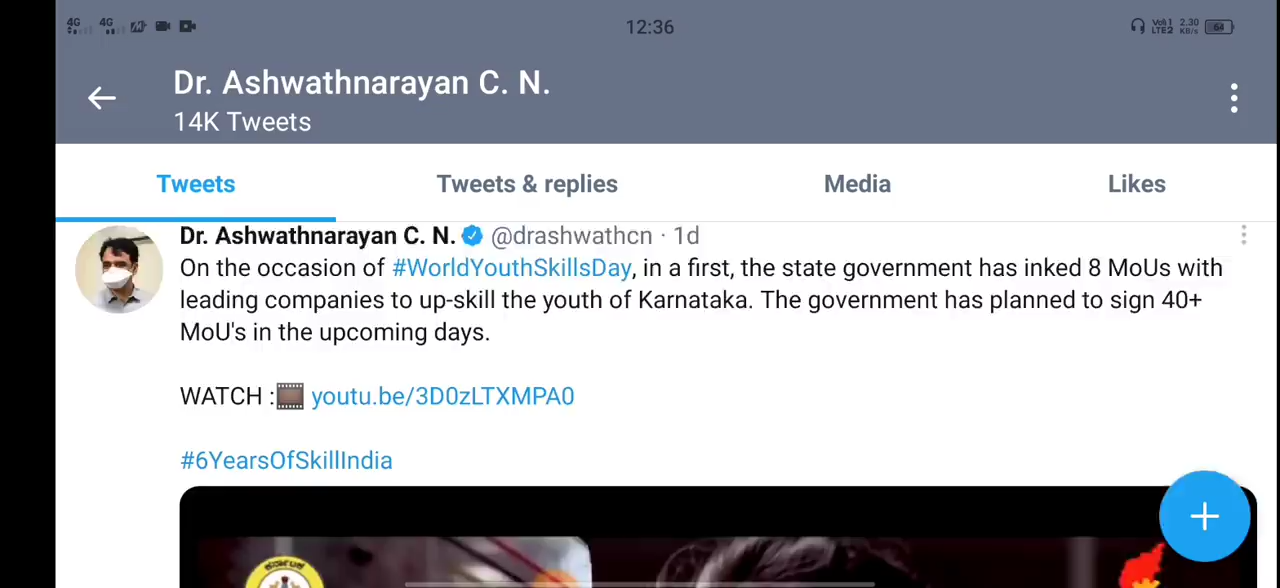 4G 4G 12:36 Vo) 1 LTE2 2.30 KB/s 64
Dr. Ashwathnarayan C. N.
14K Tweets
Tweets Tweets & replies Media Likes
Dr. Ashwathnarayan C. N. @drashwathcn · 1d
On the occasion of #WorldYouthSkillsDay, in a first, the state government has inked 8 MoUs with
leading companies to up-skill the youth of Karnataka. The government has planned to sign 40+
MoU's in the upcoming days.
WATCH :🎞 youtu.be/3D0zLTXMPA0
#6YearsOfSkillIndia